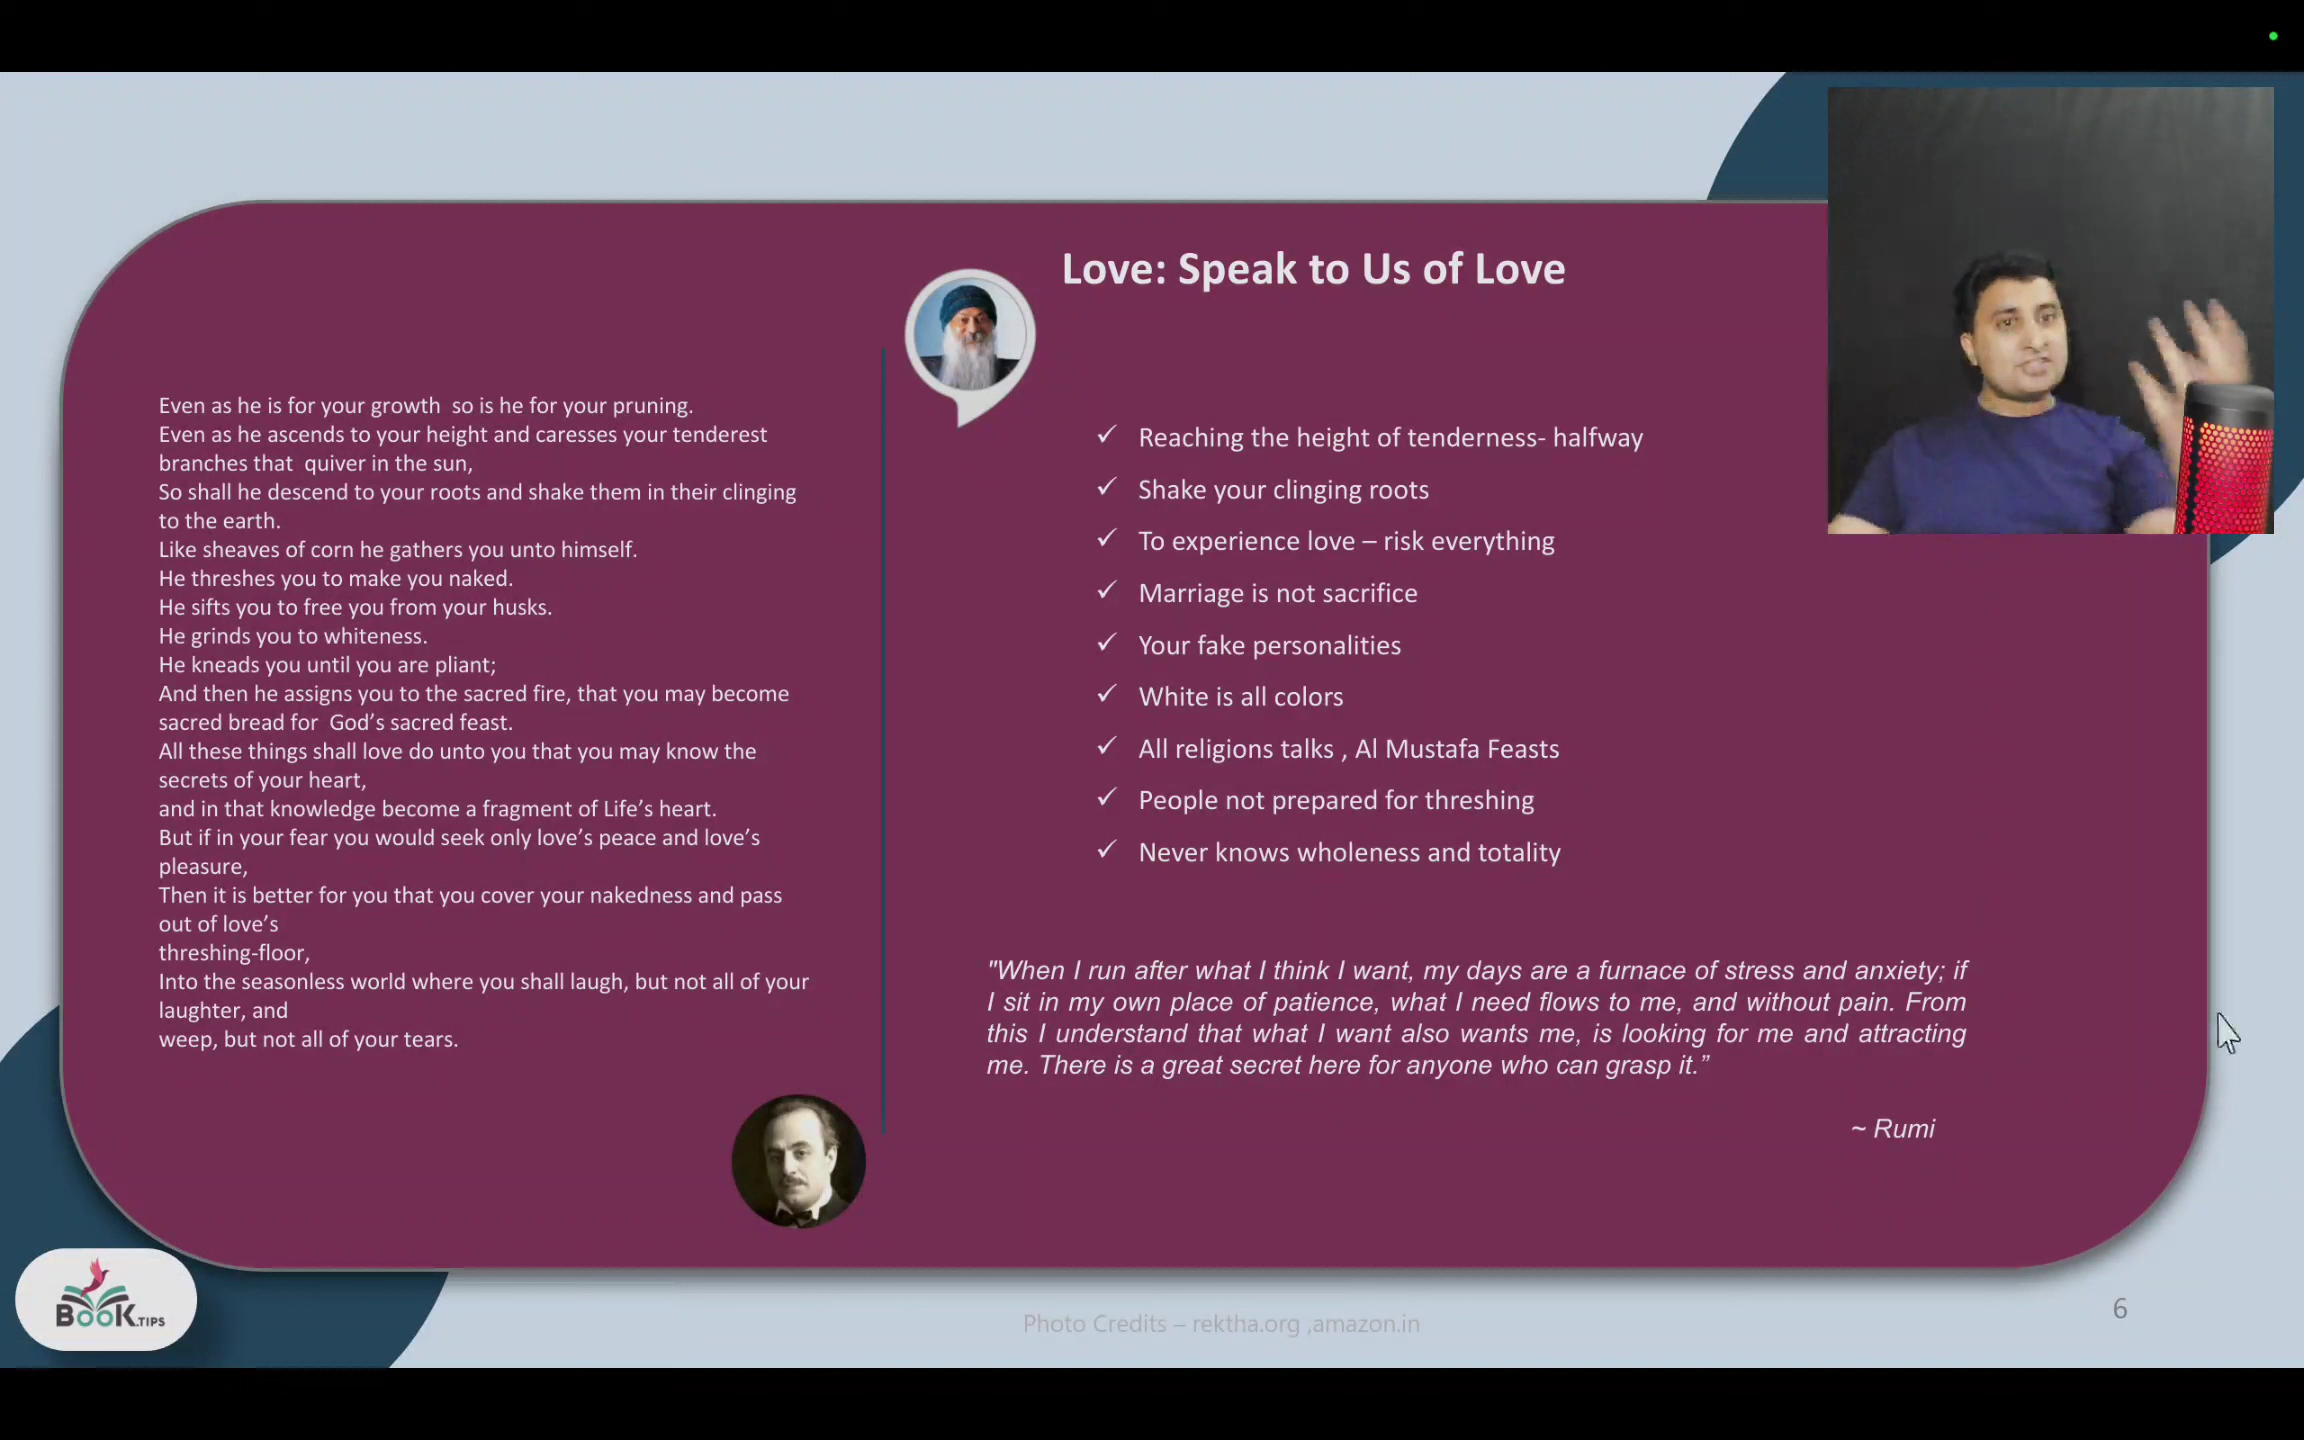 Love: Speak to Us of Love
Even as he is for your growth  so is he for your pruning.
Even as he ascends to your height and caresses your tenderest
branches that  quiver in the sun,
So shall he descend to your roots and shake them in their clinging
to the earth.
Like sheaves of corn he gathers you unto himself.
He threshes you to make you naked.
He sifts you to free you from your husks.
He grinds you to whiteness.
He kneads you until you are pliant;
And then he assigns you to the sacred fire, that you may become
sacred bread for  God’s sacred feast.
All these things shall love do unto you that you may know the
secrets of your heart,
and in that knowledge become a fragment of Life’s heart.
But if in your fear you would seek only love’s peace and love’s
pleasure,
Then it is better for you that you cover your nakedness and pass
out of love’s
threshing-floor,
Into the seasonless world where you shall laugh, but not all of your
laughter, and
weep, but not all of your tears.
✓ Reaching the height of tenderness- halfway
✓ Shake your clinging roots
✓ To experience love – risk everything
✓ Marriage is not sacrifice
✓ Your fake personalities
✓ White is all colors
✓ All religions talks , Al Mustafa Feasts
✓ People not prepared for threshing
✓ Never knows wholeness and totality
"When I run after what I think I want, my days are a furnace of stress and anxiety; if
I sit in my own place of patience, what I need flows to me, and without pain. From
this I understand that what I want also wants me, is looking for me and attracting
me. There is a great secret here for anyone who can grasp it.”
~ Rumi
BooK.TIPS
Photo Credits – rektha.org ,amazon.in
6